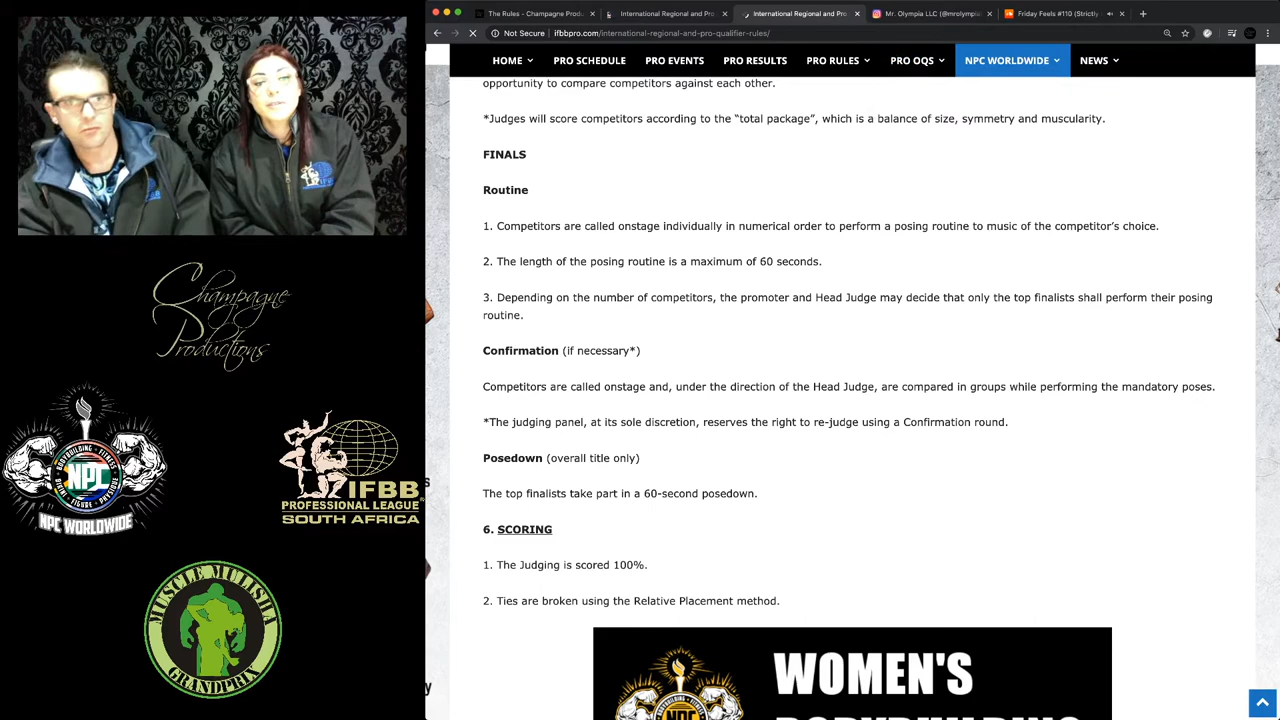 The Rules - Champagne Produ
International Regional and Pro
International Regional and Pro
Mr. Olympia LLC (@mrolympia
Friday Feels #110 (Strictly
Not Secure | ifbbpro.com/international-regional-and-pro-qualifier-rules/
HOME PRO SCHEDULE PRO EVENTS PRO RESULTS PRO RULES PRO OQS NPC WORLDWIDE NEWS
opportunity to compare competitors against each other.
*Judges will score competitors according to the “total package”, which is a balance of size, symmetry and muscularity.
FINALS
Routine
1. Competitors are called onstage individually in numerical order to perform a posing routine to music of the competitor’s choice.
2. The length of the posing routine is a maximum of 60 seconds.
3. Depending on the number of competitors, the promoter and Head Judge may decide that only the top finalists shall perform their posing
routine.
Confirmation (if necessary*)
Competitors are called onstage and, under the direction of the Head Judge, are compared in groups while performing the mandatory poses.
*The judging panel, at its sole discretion, reserves the right to re-judge using a Confirmation round.
Posedown (overall title only)
The top finalists take part in a 60-second posedown.
6. SCORING
1. The Judging is scored 100%.
2. Ties are broken using the Relative Placement method.
WOMEN'S
BODYBUILDING
NPC
Champagne
Productions
NPC
NPC WORLDWIDE
IFBB
PROFESSIONAL LEAGUE
SOUTH AFRICA
MUSCLE MULISHA
GRANDPRIX